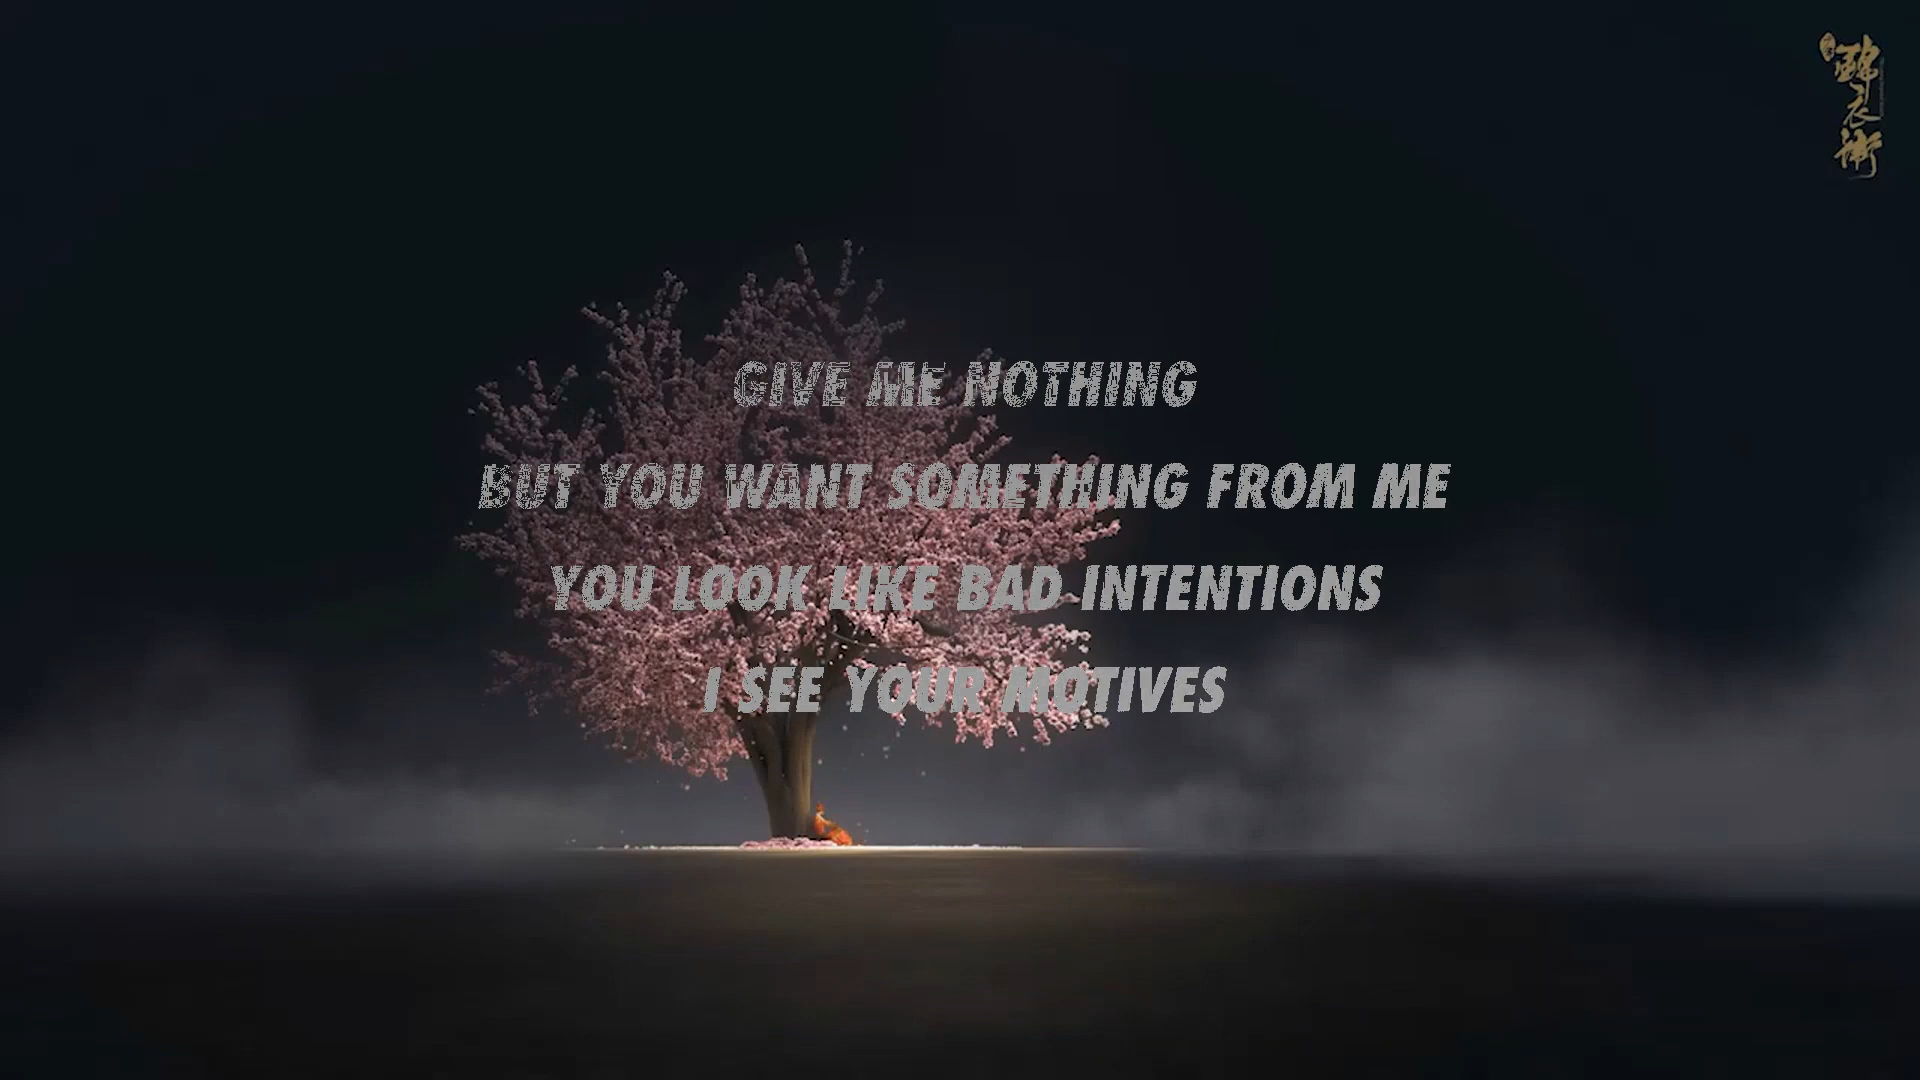 GIVE ME NOTHING
BUT YOU WANT SOMETHING FROM ME
YOU LOOK LIKE BAD INTENTIONS
I SEE YOUR MOTIVES